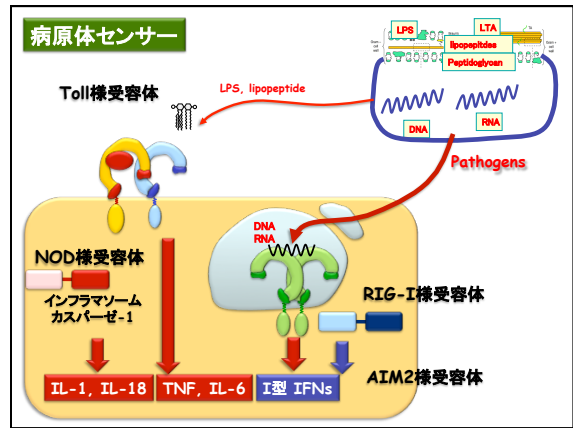 病原体センサー
LPS
LTA
lipopepitdes
Peptidoglycan
Toll様受容体
LPS, lipopeptide
DNA
RNA
Pathogens
DNA
RNA
NOD様受容体
インフラマソーム
カスパーゼ-1
RIG-I様受容体
AIM2様受容体
IL-1, IL-18
TNF, IL-6
I型 IFNs